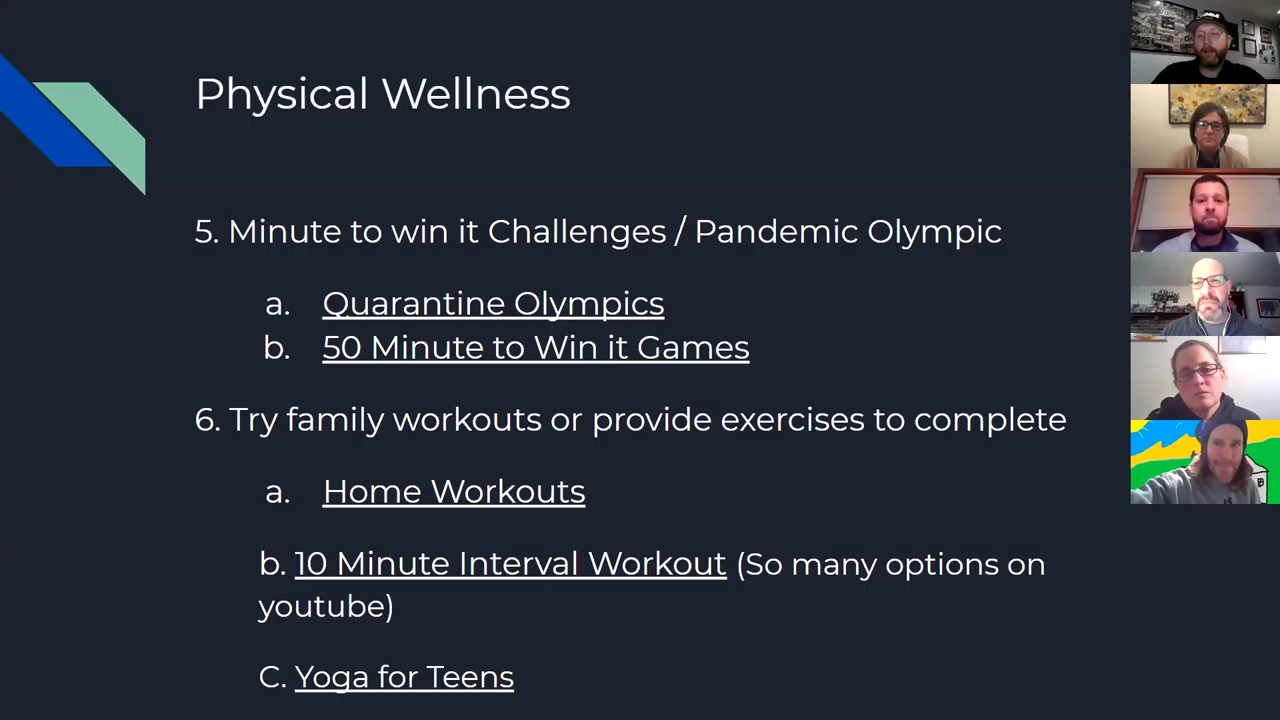 Physical Wellness
5. Minute to win it Challenges / Pandemic Olympic
a. Quarantine Olympics
b. 50 Minute to Win it Games
6. Try family workouts or provide exercises to complete
a. Home Workouts
b. 10 Minute Interval Workout (So many options on
youtube)
C. Yoga for Teens